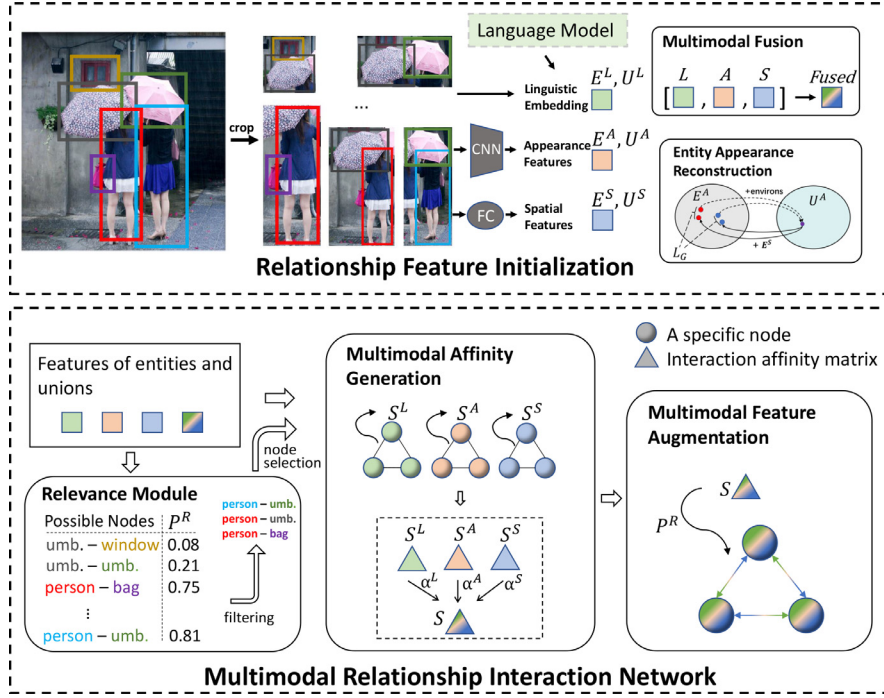 Language Model
crop
...
CNN
FC
Linguistic
Embedding
E^L, U^L
Appearance
Features
E^A, U^A
Spatial
Features
E^S, U^S
Multimodal Fusion
L A S Fused
[ , , ]
Entity Appearance
Reconstruction
+environs
E^A
U^A
L_G
+ E^S
Relationship Feature Initialization
Features of entities and
unions
node
selection
Relevance Module
Possible Nodes P^R
umb. – window 0.08
umb. – umb. 0.21
person – bag 0.75
⋮
person – umb. 0.81
person – umb.
person – umb.
person – bag
filtering
Multimodal Affinity
Generation
S^L S^A S^S
S^L S^A S^S
α^L α^A α^S
S
A specific node
Interaction affinity matrix
Multimodal Feature
Augmentation
S
P^R
Multimodal Relationship Interaction Network